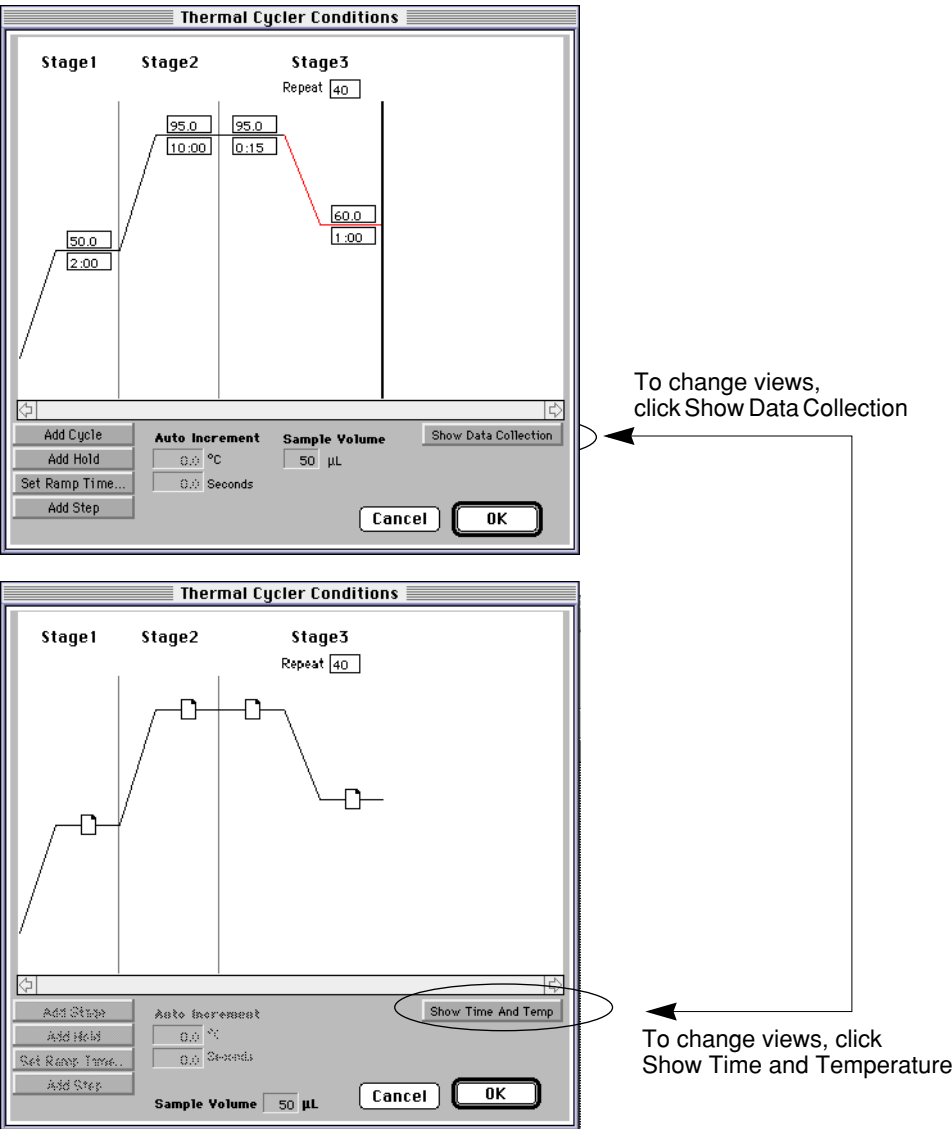 Thermal Cycler Conditions
Stage1 Stage2 Stage3
Repeat 40
95.0 95.0
10:00 0:15
60.0
1:00
50.0
2:00
Add Cycle
Add Hold
Set Ramp Time...
Add Step
Auto Increment
0.0 °C
0.0 Seconds
Sample Volume
50 µL
Show Data Collection
Cancel OK
To change views,
click Show Data Collection
Thermal Cycler Conditions
Stage1 Stage2 Stage3
Repeat 40
Add Stage
Add Hold
Set Ramp Time..
Add Step
Auto Increment
0.0 °C
0.0 Seconds
Sample Volume 50 µL
Show Time And Temp
Cancel OK
To change views, click
Show Time and Temperature